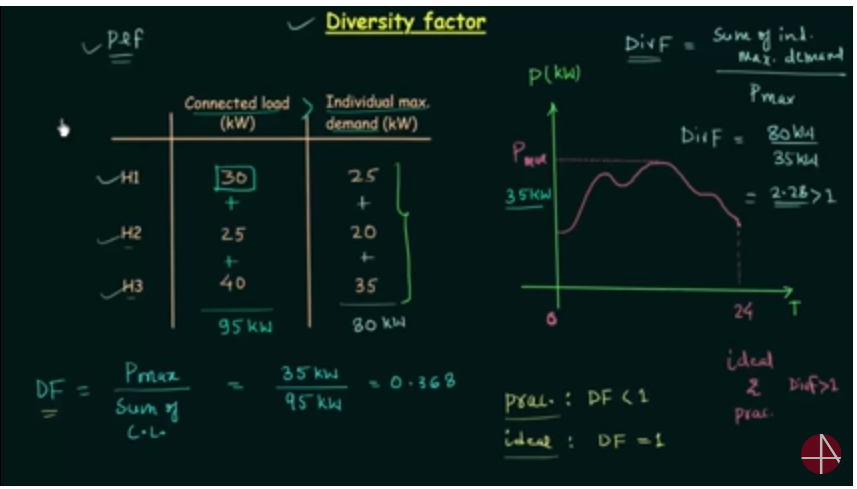 Diversity factor
Def
Connected load (kW) > Individual max. demand (kW)
H1 30 25
+ +
H2 25 20
+ +
H3 40 35
95 kW 80 kW
DF = Pmax / Sum of C.L. = 35 kW / 95 kW = 0.368
P(kW)
Pmax
35 kW
0
24
T
DivF = Sum of ind. max. demand / Pmax
DivF = 80 kW / 35 kW
= 2.28 > 1
prac. : DF < 1
ideal : DF = 1
ideal
&
prac.
DivF > 1